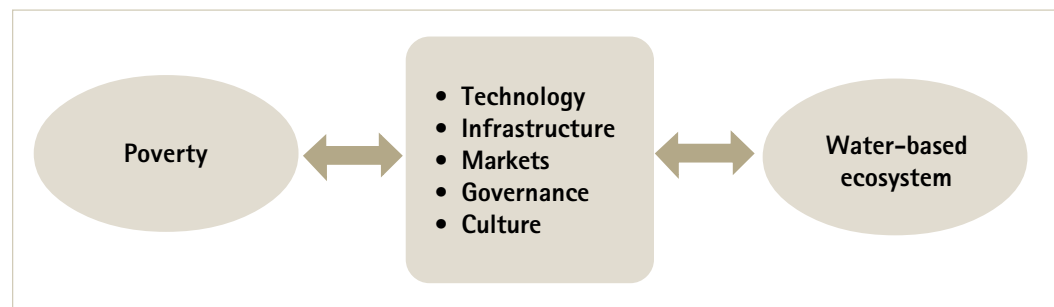 Poverty
• Technology
• Infrastructure
• Markets
• Governance
• Culture
Water-based
ecosystem